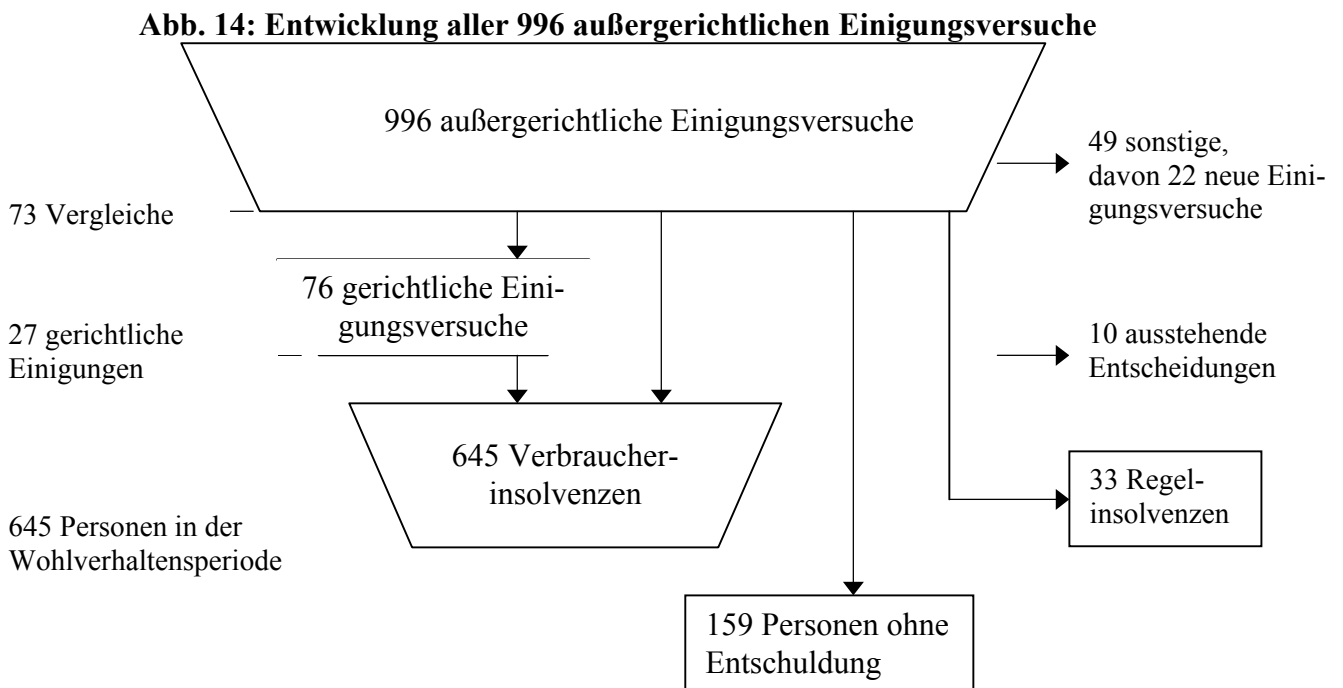 Abb. 14: Entwicklung aller 996 außergerichtlichen Einigungsversuche
996 außergerichtliche Einigungsversuche
49 sonstige,
davon 22 neue Eini-
gungsversuche
73 Vergleiche
76 gerichtliche Eini-
gungsversuche
27 gerichtliche
Einigungen
10 ausstehende
Entscheidungen
645 Verbraucher-
insolvenzen
33 Regel-
insolvenzen
645 Personen in der
Wohlverhaltensperiode
159 Personen ohne
Entschuldung